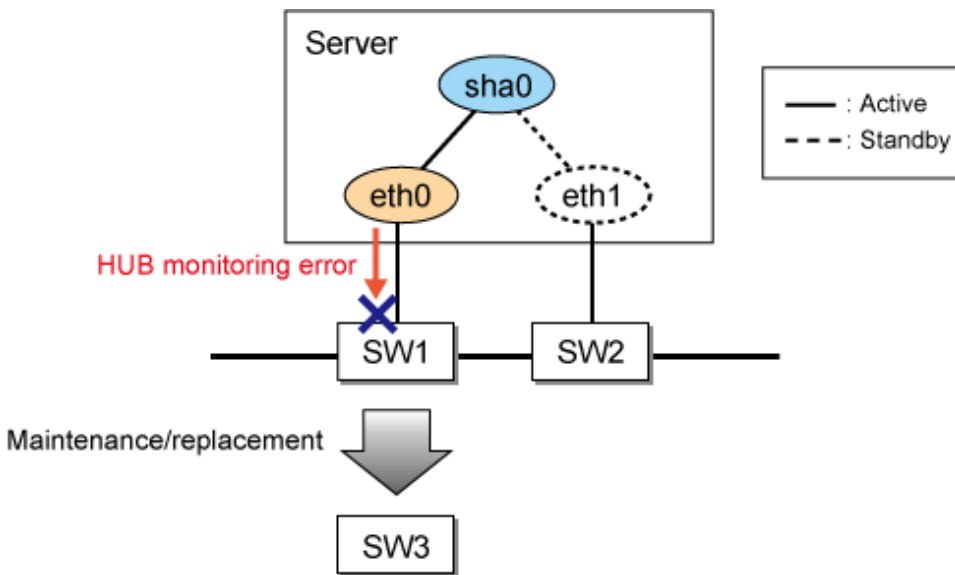 Server
sha0
: Active
: Standby
eth0
eth1
HUB monitoring error
SW1
SW2
Maintenance/replacement
SW3